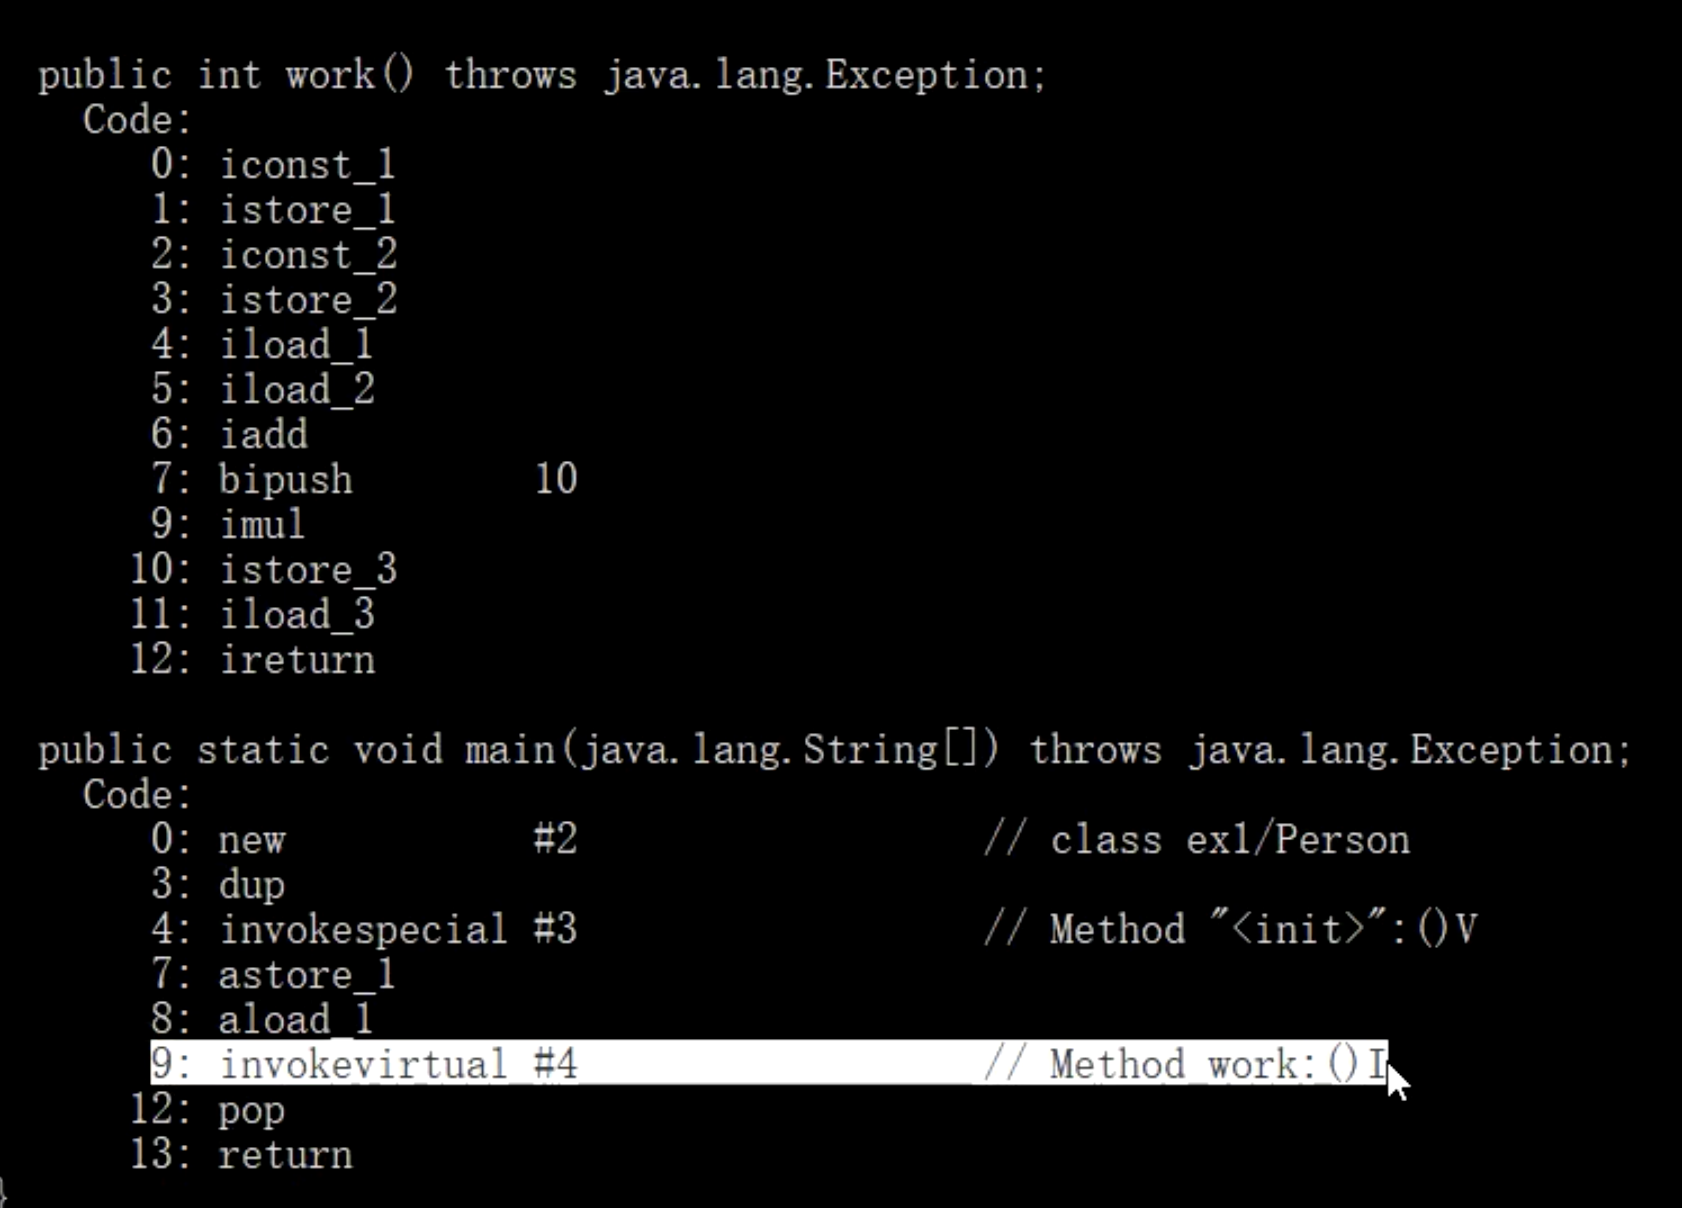 public int work() throws java.lang.Exception;
Code:
0: iconst_1
1: istore_1
2: iconst_2
3: istore_2
4: iload_1
5: iload_2
6: iadd
7: bipush 10
9: imul
10: istore_3
11: iload_3
12: ireturn
public static void main(java.lang.String[]) throws java.lang.Exception;
Code:
0: new #2 // class ex1/Person
3: dup
4: invokespecial #3 // Method "<init>":()V
7: astore_1
8: aload_1
9: invokevirtual #4 // Method work:()I
12: pop
13: return
}